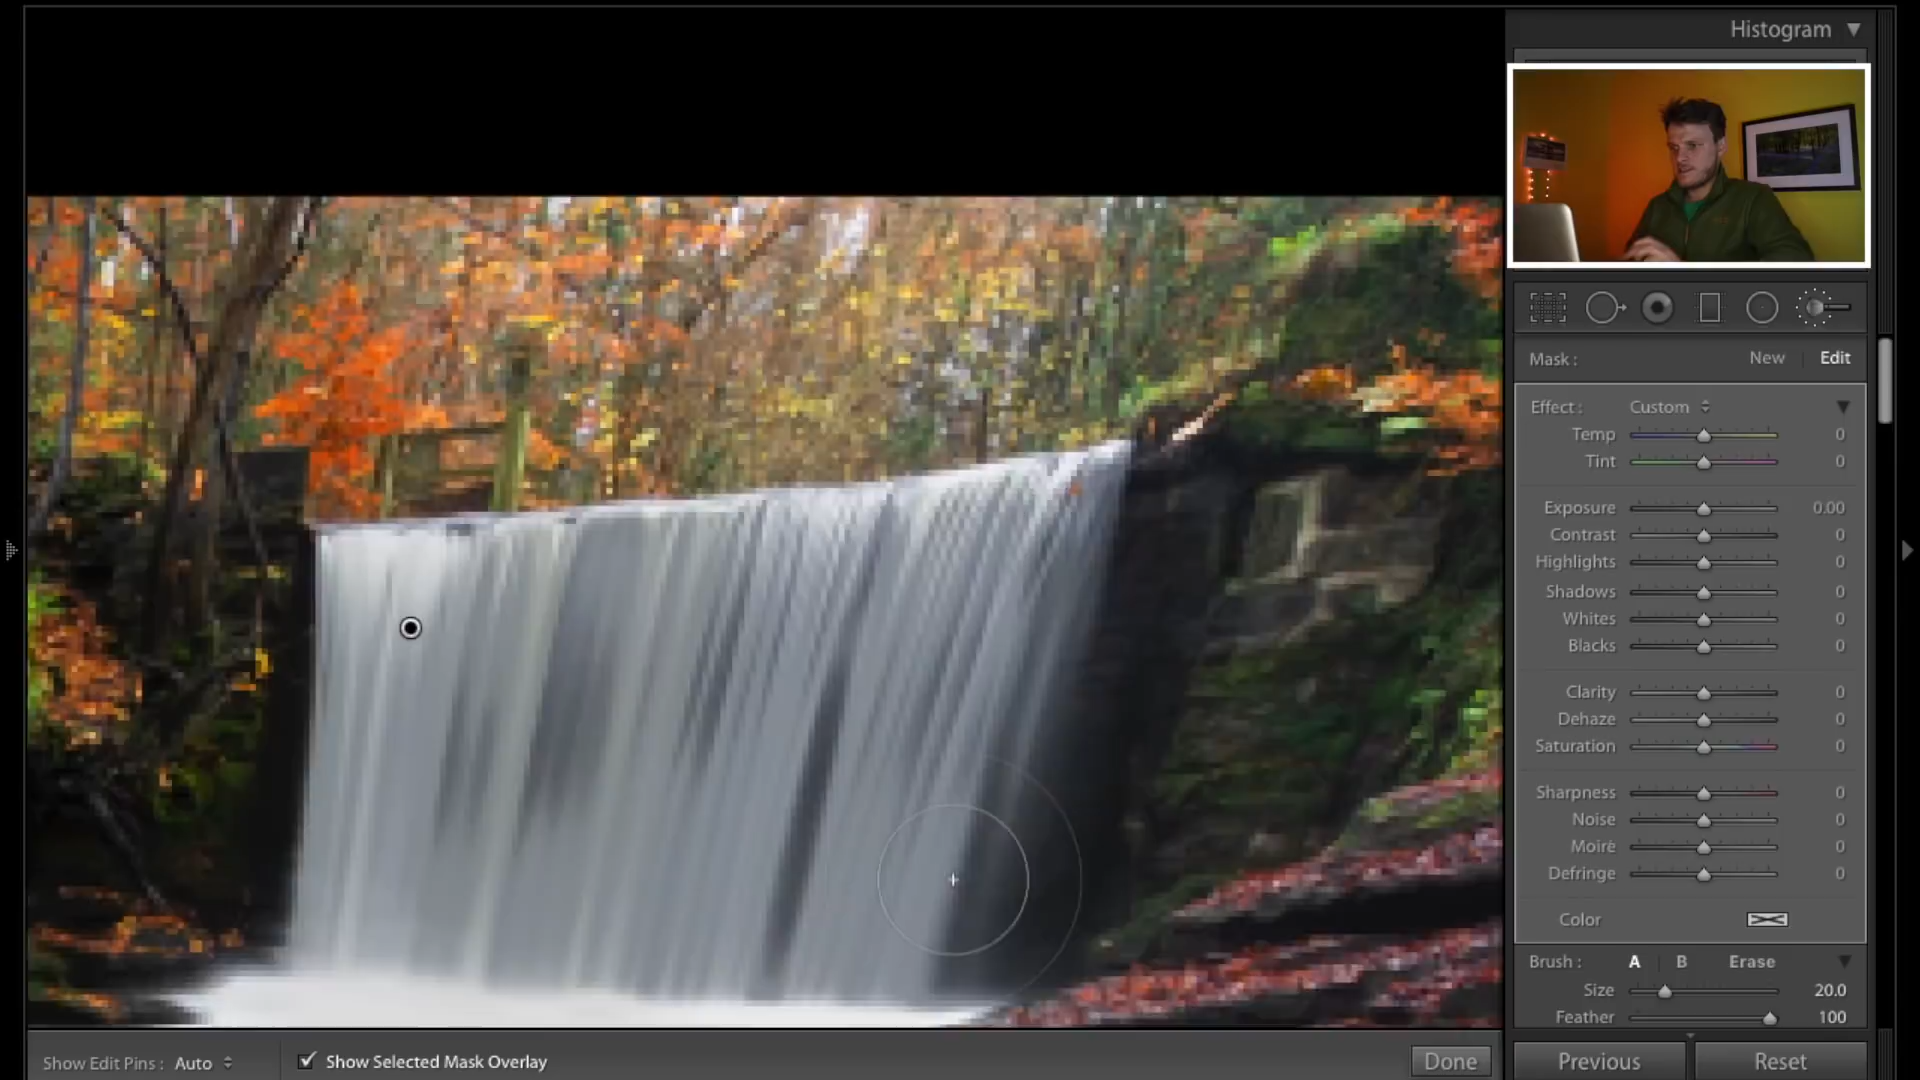 Histogram
Mask : New Edit
Effect : Custom
Temp 0
Tint 0
Exposure 0.00
Contrast 0
Highlights 0
Shadows 0
Whites 0
Blacks 0
Clarity 0
Dehaze 0
Saturation 0
Sharpness 0
Noise 0
Moiré 0
Defringe 0
Color
Brush : A B Erase
Size 20.0
Feather 100
Show Edit Pins : Auto Show Selected Mask Overlay Done Previous Reset